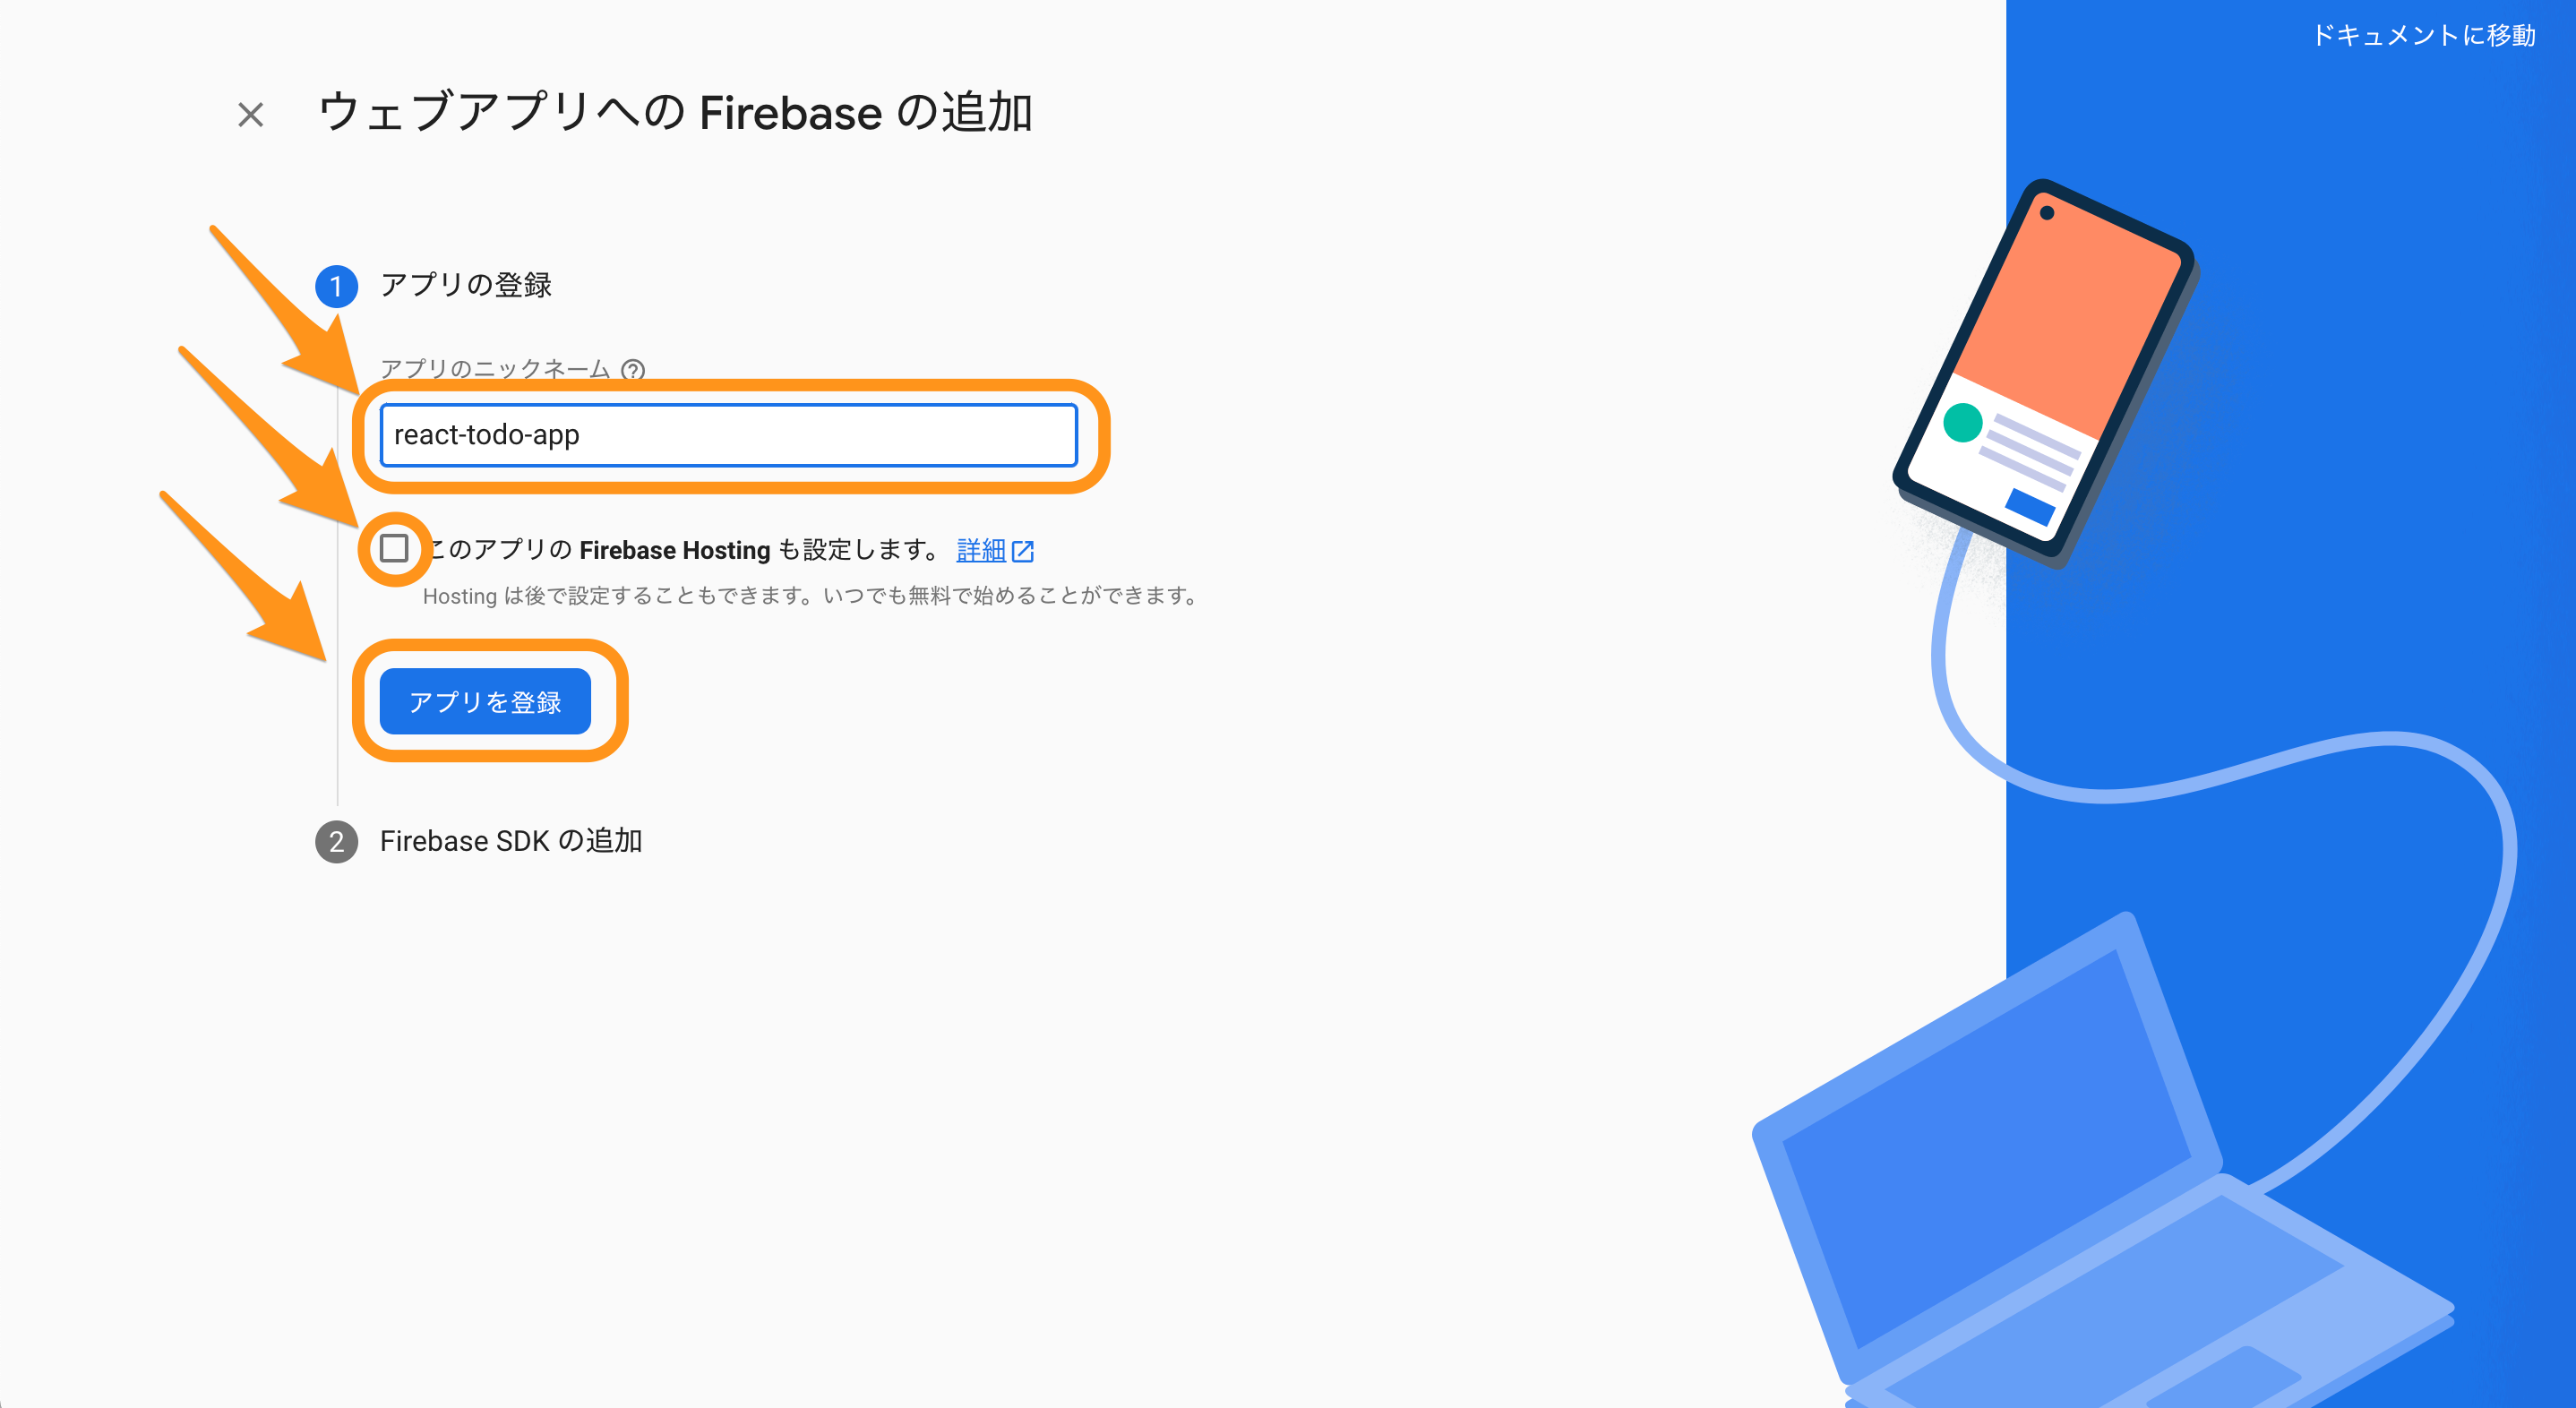 ドキュメントに移動
ウェブアプリへの Firebase の追加
1 アプリの登録
アプリのニックネーム
react-todo-app
このアプリの Firebase Hosting も設定します。 詳細
Hosting は後で設定することもできます。いつでも無料で始めることができます。
アプリを登録
2 Firebase SDK の追加